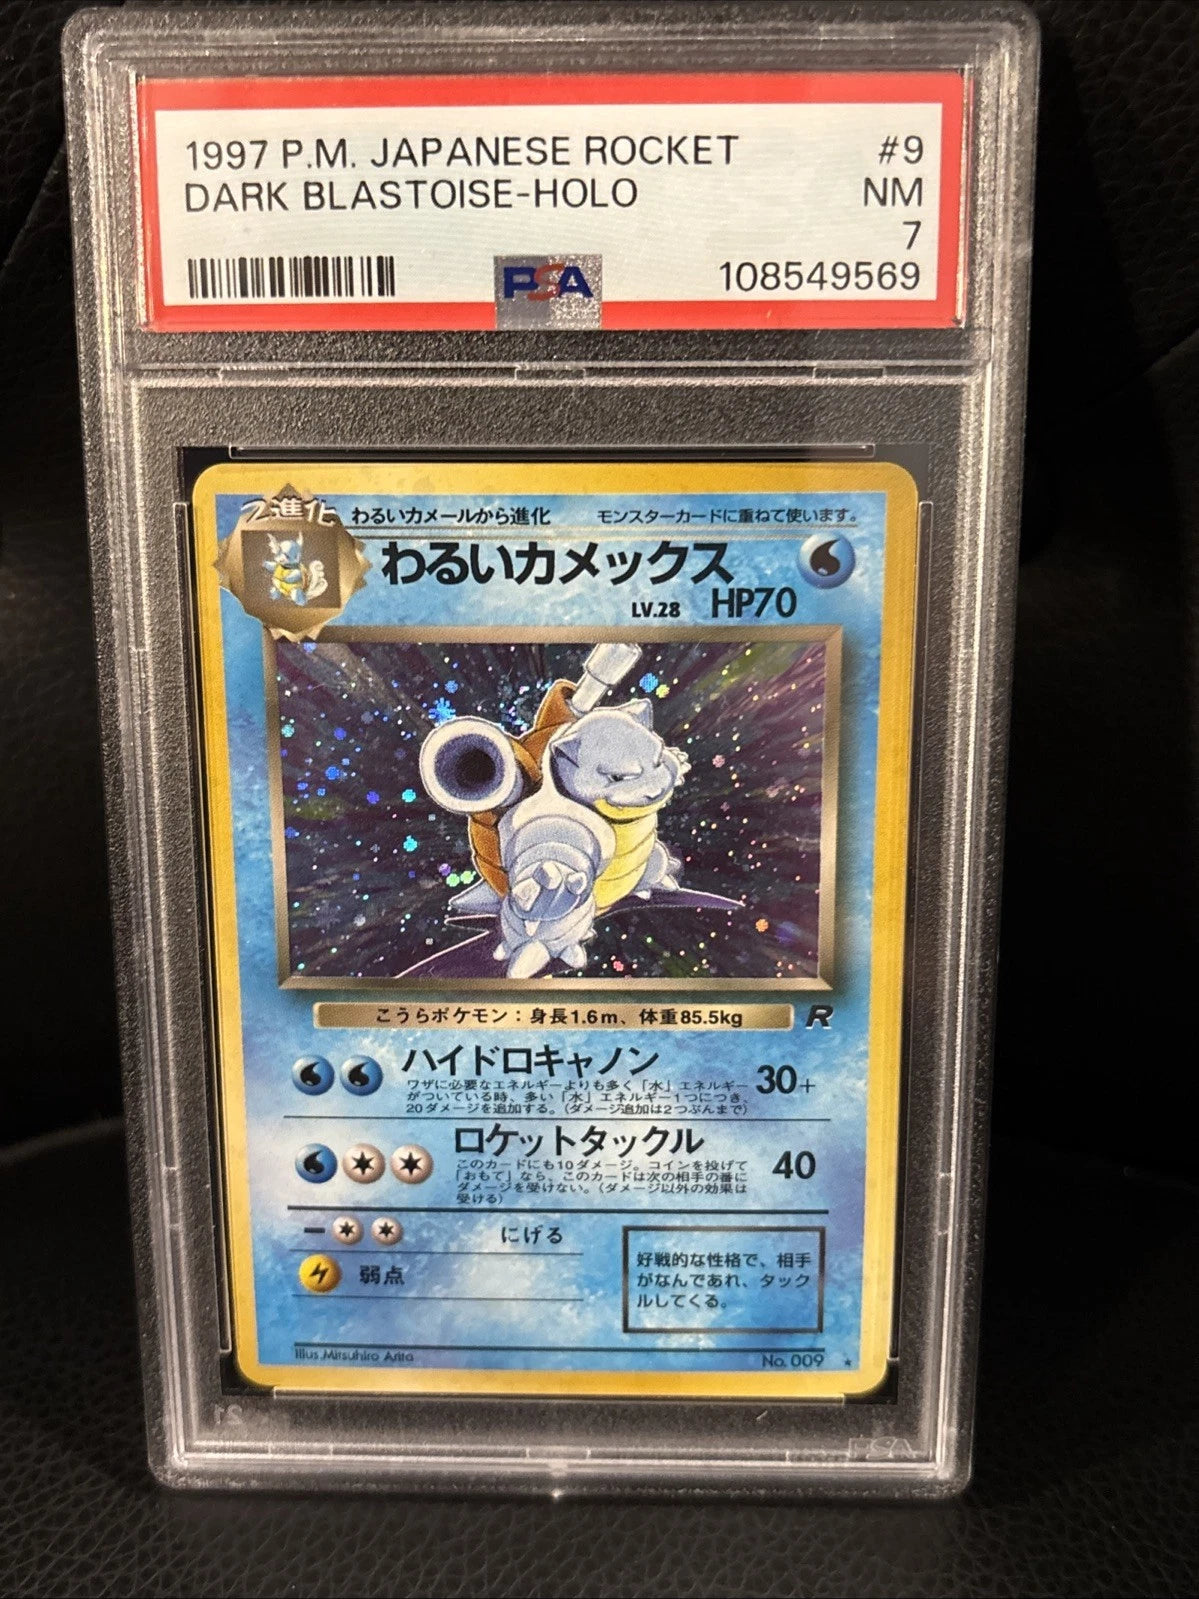 1997 P.M. JAPANESE ROCKET #9
DARK BLASTOISE-HOLO NM
7
PSA 108549569
2進化 わるいカメールから進化 モンスターカードに重ねて使います。
わるいカメックス
LV.28 HP70
こうらポケモン：身長1.6m、体重85.5kg R
ハイドロキャノン 30+
ワザに必要なエネルギーよりも多く「水」エネルギー
がついている時、多い「水」エネルギー1つにつき、
20ダメージを追加する。（ダメージ追加は2つぶんまで）
ロケットタックル 40
このカードにも10ダメージ。コインを投げて
「おもて」なら、このカードは次の相手の番に
ダメージを受けない。（ダメージ以外の効果は
受ける）
にげる
弱点
好戦的な性格で、相手
がなんであれ、タック
ルしてくる。
Illus.Mitsuhiro Arita No.009 ★
PSA